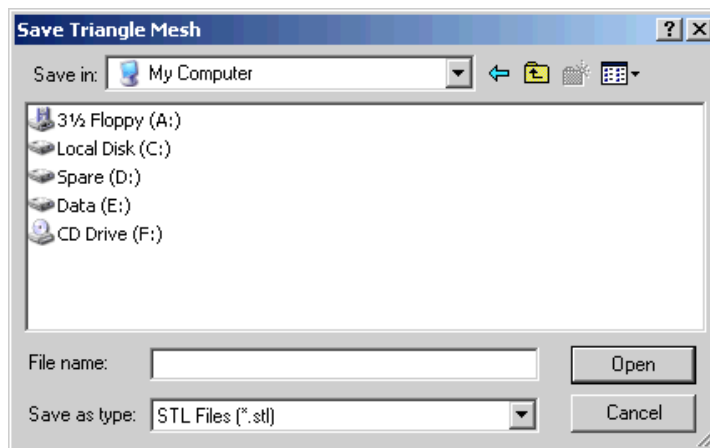 Save Triangle Mesh
Save in: My Computer
3½ Floppy (A:)
Local Disk (C:)
Spare (D:)
Data (E:)
CD Drive (F:)
File name: Open
Save as type: STL Files (*.stl) Cancel